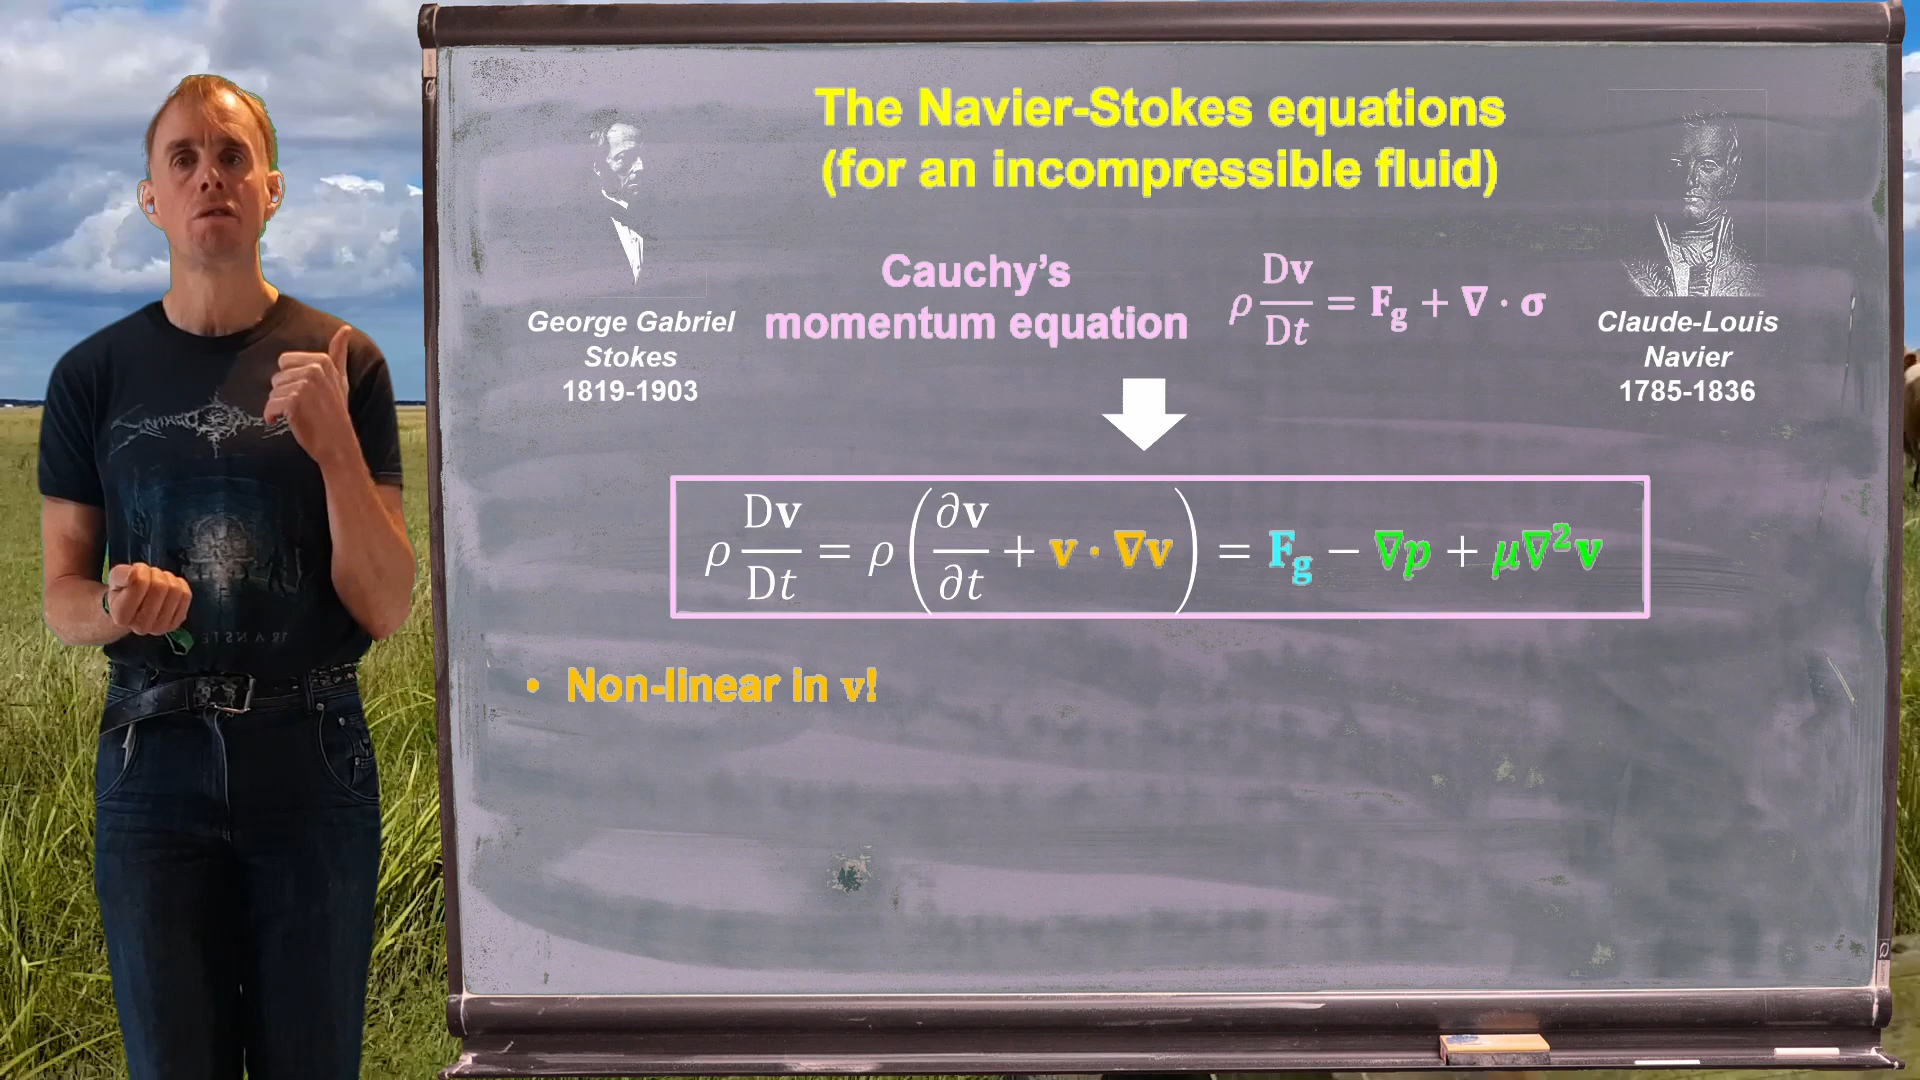 The Navier-Stokes equations
(for an incompressible fluid)
George Gabriel
Stokes
1819-1903
Cauchy's
momentum equation
ρ Dv/Dt = F_g + ∇ · σ
Claude-Louis
Navier
1785-1836
ρ Dv/Dt = ρ(∂v/∂t + v · ∇v) = F_g − ∇p + μ∇²v
• Non-linear in v!